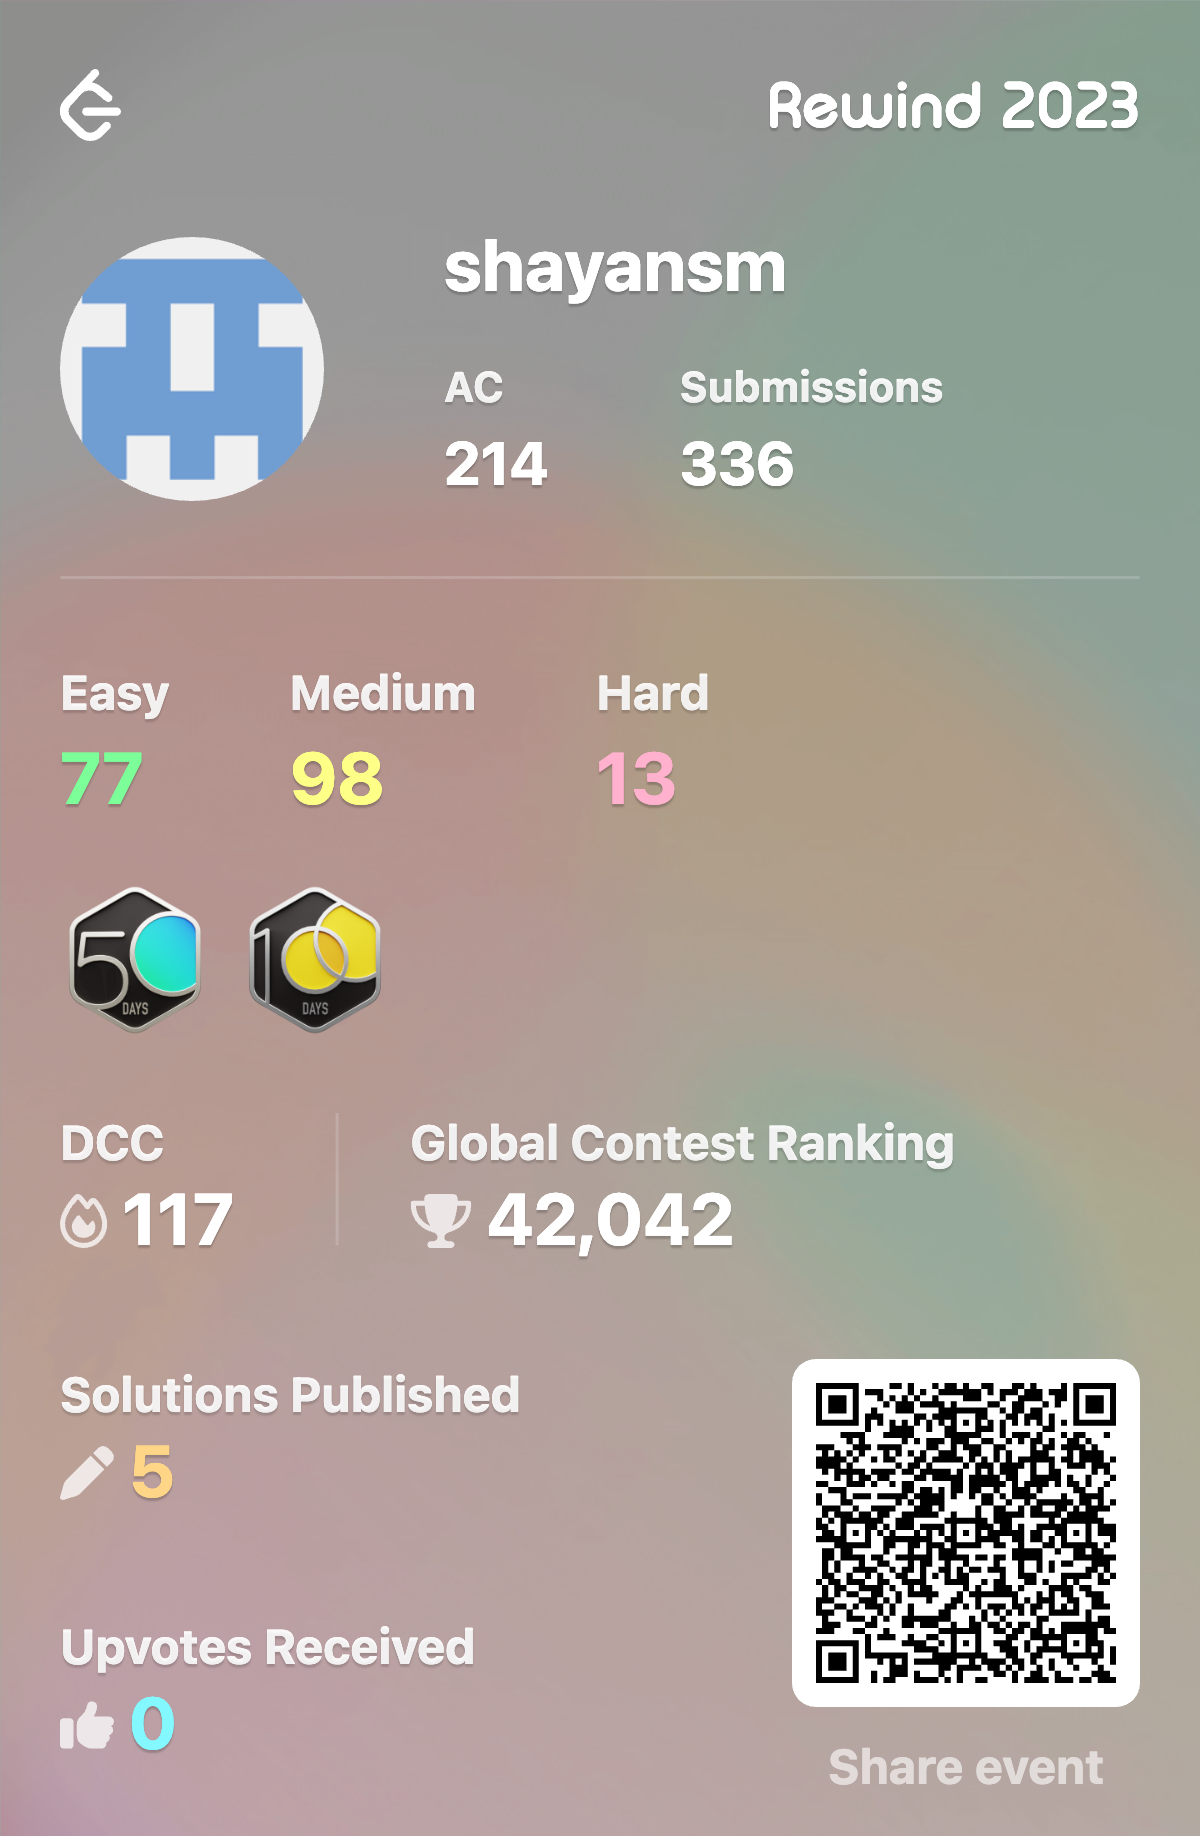 Rewind 2023
shayansm
AC Submissions
214 336
Easy Medium Hard
77 98 13
50 DAYS 100 DAYS
DCC Global Contest Ranking
117 42,042
Solutions Published
5
Upvotes Received
0
Share event